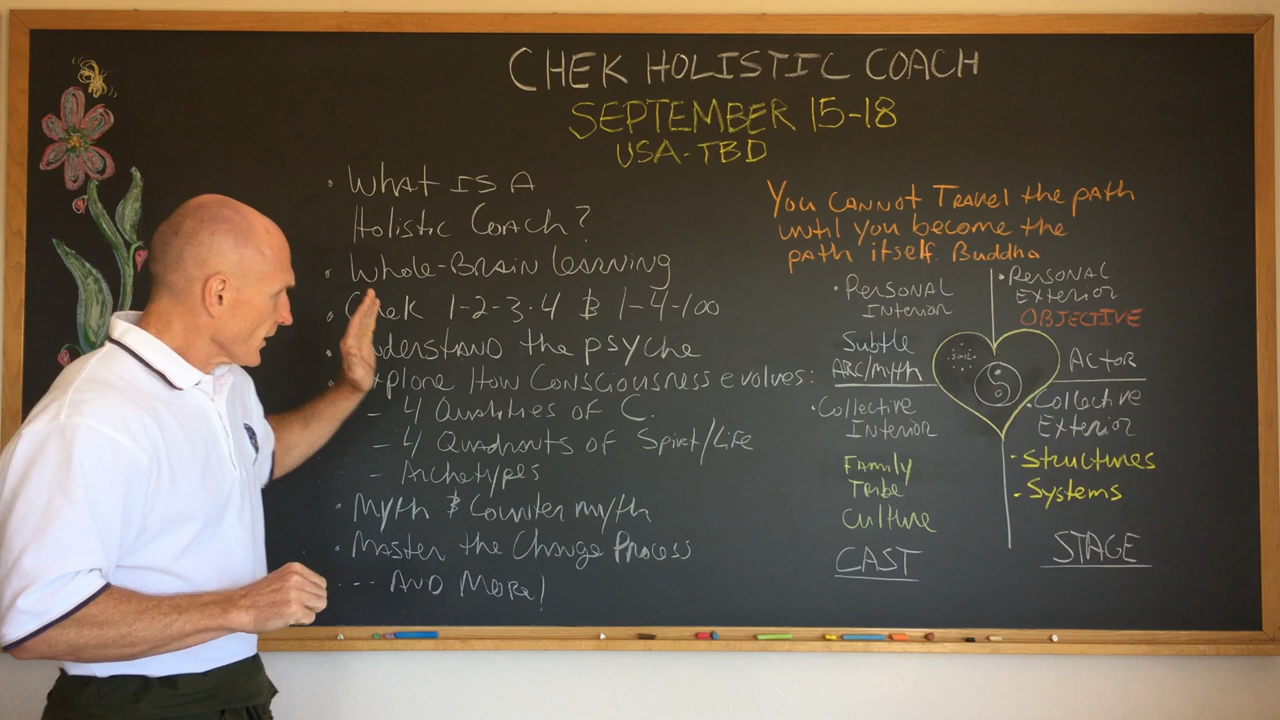 CHEK HOLISTIC COACH
SEPTEMBER 15-18
USA-TBD
• What IS A
Holistic Coach?
• Whole-Brain learning
• Chek 1-2-3-4 & 1-4-100
• understand the psyche
• Explore How Consciousness evolves:
- 4 Qualities of C.
- 4 Quadrants of Spirit/Life
- Archetypes
• Myth & Counter myth
• Master the Change Process
--- AND More!
You CANNOT Travel the path
until you become the
path itself. Buddha
• PERSONAL
INTERIOR
Subtle
ARC/myth
• Collective
INTERIOR
Family
Tribe
Culture
CAST
• PERSONAL
EXTERIOR
OBJECTIVE
Soul
ACTOR
• Collective
EXTERIOR
- Structures
- Systems
STAGE